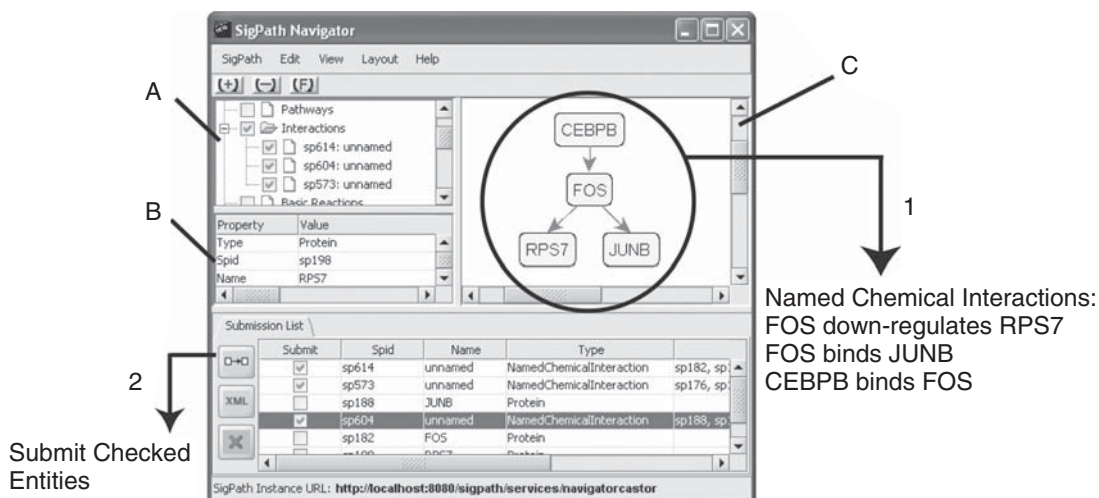 SigPath Navigator
SigPath Edit View Layout Help
(+) (−) (F)
A
C
Pathways
Interactions
sp614: unnamed
sp604: unnamed
sp573: unnamed
Basic Reactions
B
Property Value
Type Protein
Spid sp198
Name RPS7
CEBPB
FOS
RPS7 JUNB
1
Named Chemical Interactions:
FOS down-regulates RPS7
FOS binds JUNB
CEBPB binds FOS
Submission List
Submit Spid Name Type
sp614 unnamed NamedChemicalInteraction sp182, sp
sp573 unnamed NamedChemicalInteraction sp176, sp
XML
sp188 JUNB Protein
sp604 unnamed NamedChemicalInteraction sp188, sp
sp182 FOS Protein
2
Submit Checked
Entities
SigPath Instance URL: http://localhost:8080/sigpath/services/navigatorcastor